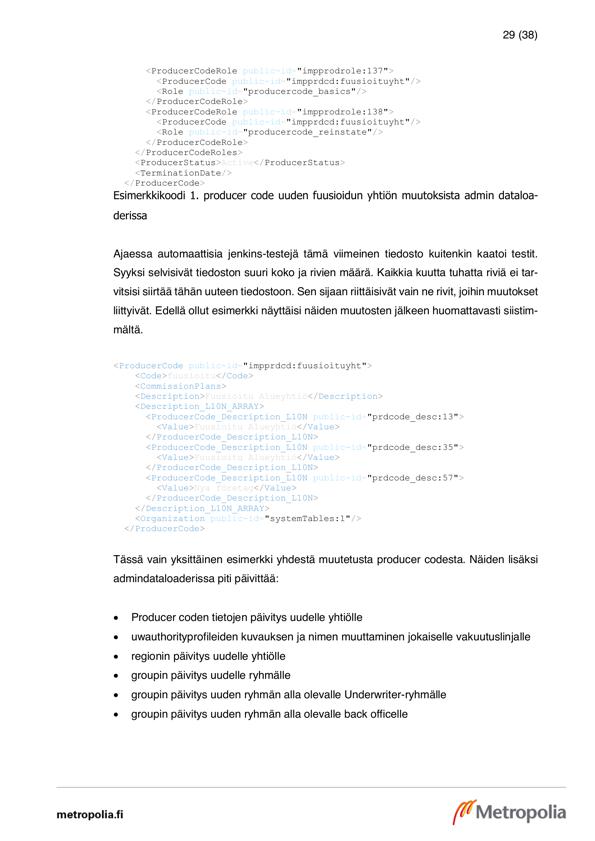 29 (38)
<ProducerCodeRole public-id="impprodrole:137">
<ProducerCode public-id="impprdcd:fuusioituyht"/>
<Role public-id="producercode_basics"/>
</ProducerCodeRole>
<ProducerCodeRole public-id="impprodrole:138">
<ProducerCode public-id="impprdcd:fuusioituyht"/>
<Role public-id="producercode_reinstate"/>
</ProducerCodeRole>
</ProducerCodeRoles>
<ProducerStatus>Active</ProducerStatus>
<TerminationDate/>
</ProducerCode>
Esimerkkikoodi 1. producer code uuden fuusioidun yhtiön muutoksista admin dataloa-
derissa
Ajaessa automaattisia jenkins-testejä tämä viimeinen tiedosto kuitenkin kaatoi testit.
Syyksi selvisivät tiedoston suuri koko ja rivien määrä. Kaikkia kuutta tuhatta riviä ei tar-
vitsisi siirtää tähän uuteen tiedostoon. Sen sijaan riittäisivät vain ne rivit, joihin muutokset
liittyivät. Edellä ollut esimerkki näyttäisi näiden muutosten jälkeen huomattavasti siistim-
mältä.
<ProducerCode public-id="impprdcd:fuusioituyht">
<Code>fuusioitu</Code>
<CommissionPlans>
<Description>Fuusioitu Alueyhtiö</Description>
<Description_L10N_ARRAY>
<ProducerCode_Description_L10N public-id="prdcode_desc:13">
<Value>Fuusioitu Alueyhtiö</Value>
</ProducerCode_Description_L10N>
<ProducerCode_Description_L10N public-id="prdcode_desc:35">
<Value>Fuusioitu Alueyhtiö</Value>
</ProducerCode_Description_L10N>
<ProducerCode_Description_L10N public-id="prdcode_desc:57">
<Value>Nya företag</Value>
</ProducerCode_Description_L10N>
</Description_L10N_ARRAY>
<Organization public-id="systemTables:1"/>
</ProducerCode>
Tässä vain yksittäinen esimerkki yhdestä muutetusta producer codesta. Näiden lisäksi
admindataloaderissa piti päivittää:
• Producer coden tietojen päivitys uudelle yhtiölle
• uwauthorityprofileiden kuvauksen ja nimen muuttaminen jokaiselle vakuutuslinjalle
• regionin päivitys uudelle yhtiölle
• groupin päivitys uudelle ryhmälle
• groupin päivitys uuden ryhmän alla olevalle Underwriter-ryhmälle
• groupin päivitys uuden ryhmän alla olevalle back officelle
metropolia.fi
Metropolia